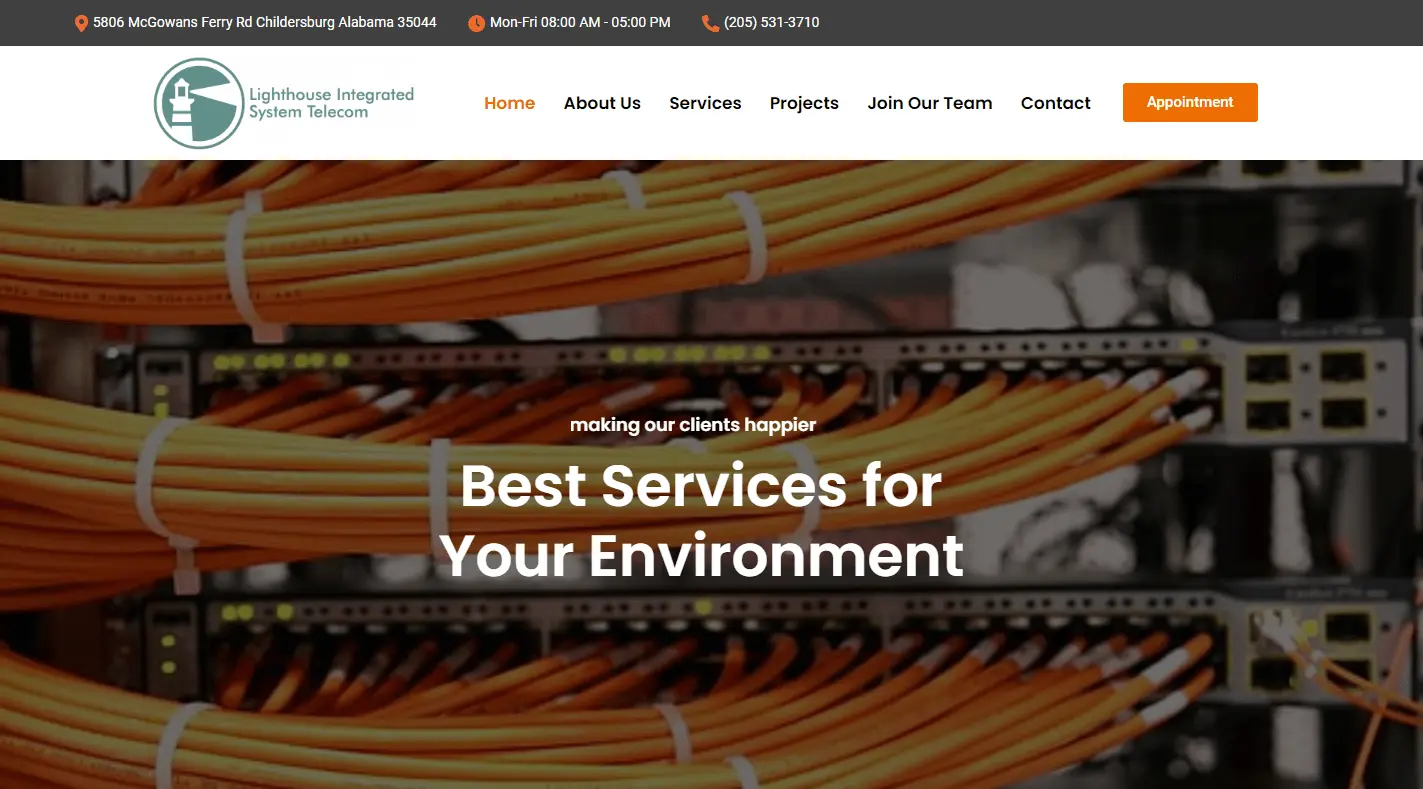 5806 McGowans Ferry Rd Childersburg Alabama 35044 Mon-Fri 08:00 AM - 05:00 PM (205) 531-3710
Lighthouse Integrated
System Telecom
Home About Us Services Projects Join Our Team Contact Appointment
making our clients happier
Best Services for
Your Environment